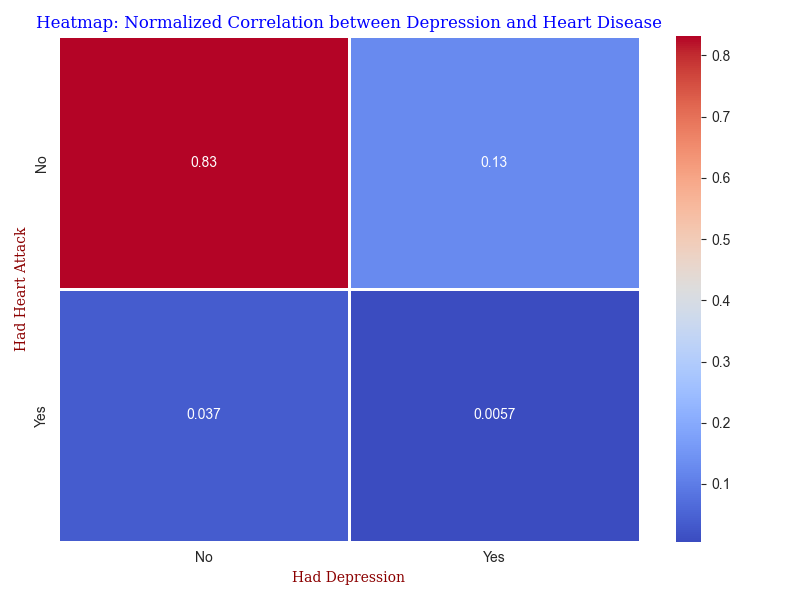 Heatmap: Normalized Correlation between Depression and Heart Disease
Had Heart Attack
No
Yes
0.83
0.13
0.037
0.0057
No
Yes
Had Depression
0.8
0.7
0.6
0.5
0.4
0.3
0.2
0.1